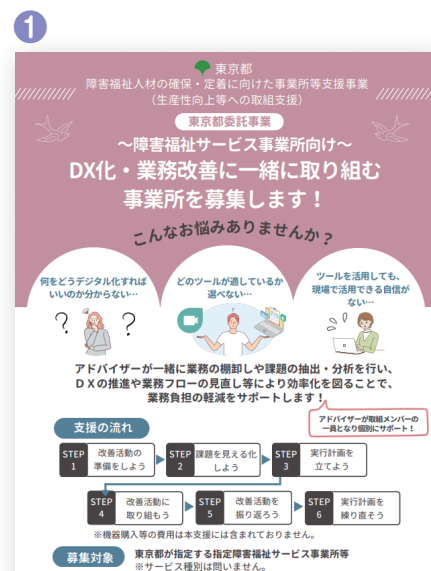 1
東京都
障害福祉人材の確保・定着に向けた事業所等支援事業
（生産性向上等への取組支援）
東京都委託事業
～障害福祉サービス事業所向け～
DX化・業務改善に一緒に取り組む
事業所を募集します！
こんなお悩みありませんか？
何をどうデジタル化すれば
いいのか分からない…
どのツールが適しているか
選べない…
ツールを活用しても、
現場で活用できる自信が
ない…
アドバイザーが一緒に業務の棚卸しや課題の抽出・分析を行い、
ＤＸの推進や業務フローの見直し等により効率化を図ることで、
業務負担の軽減をサポートします！
アドバイザーが取組メンバーの
一員となり個別にサポート！
支援の流れ
STEP 1 改善活動の準備をしよう
STEP 2 課題を見える化しよう
STEP 3 実行計画を立てよう
STEP 4 改善活動に取り組もう
STEP 5 改善活動を振り返ろう
STEP 6 実行計画を練り直そう
※機器購入等の費用は本支援には含まれておりません。
募集対象 東京都が指定する指定障害福祉サービス事業所等
※サービス種別は問いません。